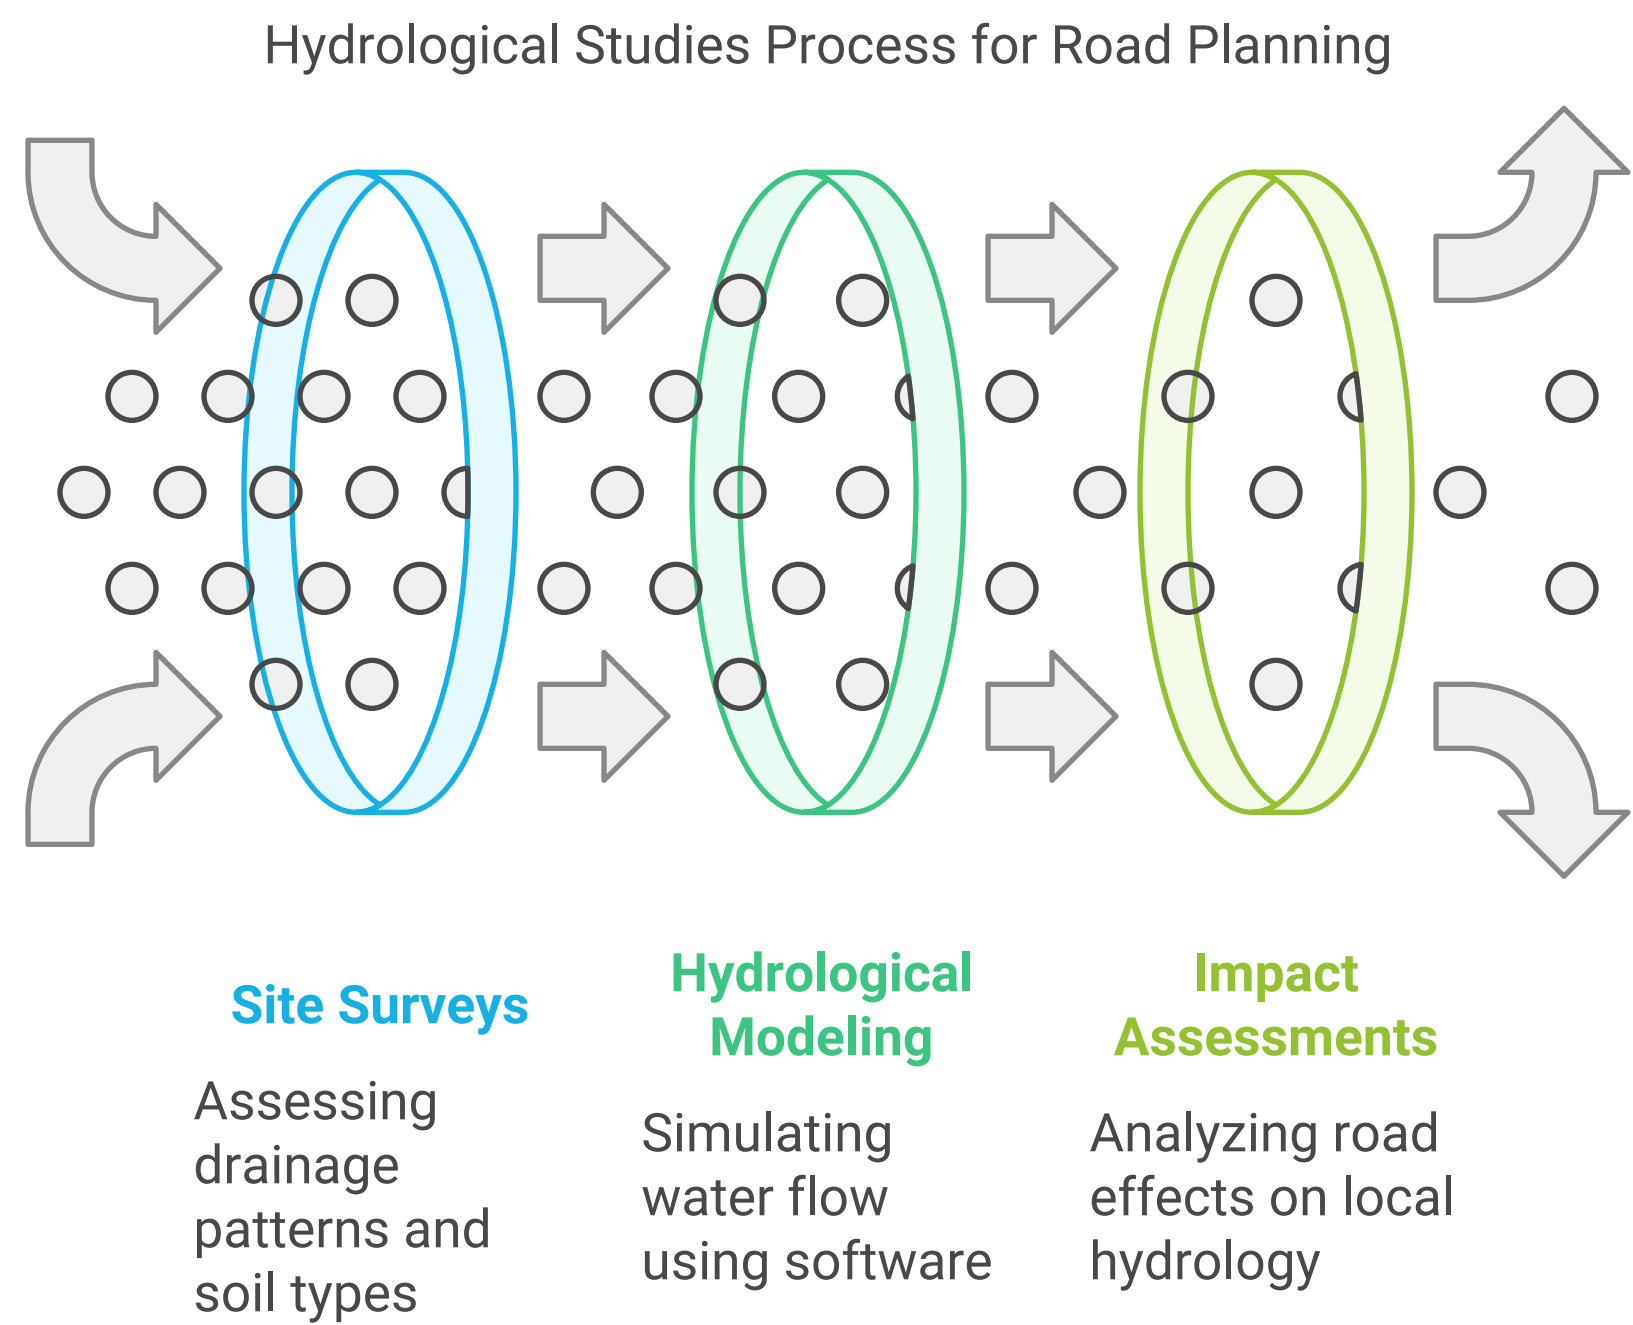 Hydrological Studies Process for Road Planning
Site Surveys
Assessing
drainage
patterns and
soil types
Hydrological
Modeling
Simulating
water flow
using software
Impact
Assessments
Analyzing road
effects on local
hydrology